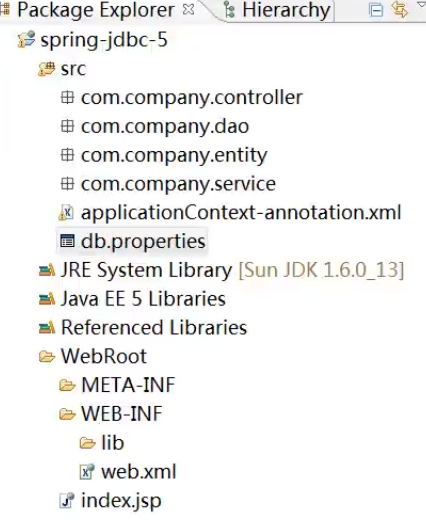 Package Explorer Hierarchy
spring-jdbc-5
src
com.company.controller
com.company.dao
com.company.entity
com.company.service
applicationContext-annotation.xml
db.properties
JRE System Library [Sun JDK 1.6.0_13]
Java EE 5 Libraries
Referenced Libraries
WebRoot
META-INF
WEB-INF
lib
web.xml
index.jsp